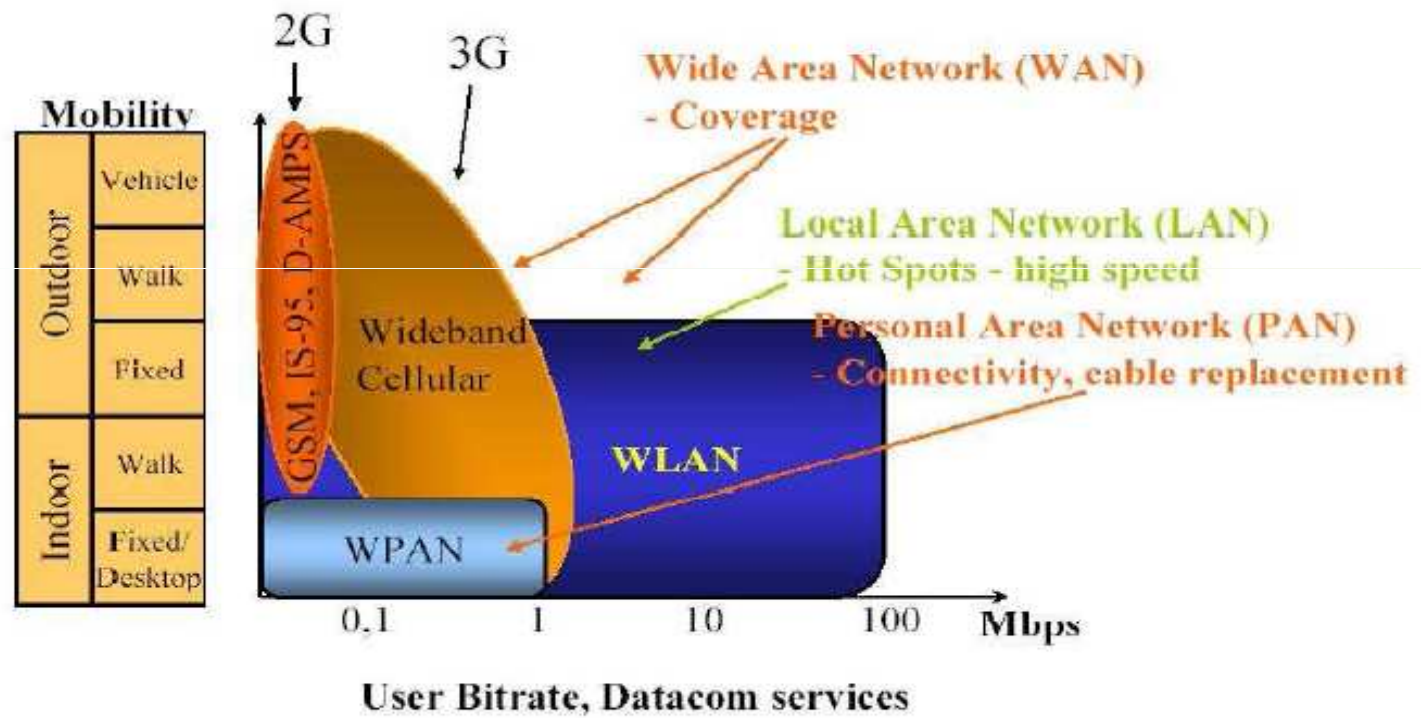 2G
3G
Wide Area Network (WAN)
- Coverage
Mobility
Outdoor
Vehicle
Walk
Fixed
Indoor
Walk
Fixed/
Desktop
GSM, IS-95, D-AMPS
Wideband
Cellular
Local Area Network (LAN)
- Hot Spots - high speed
Personal Area Network (PAN)
- Connectivity, cable replacement
WLAN
WPAN
0,1
1
10
100
Mbps
User Bitrate, Datacom services